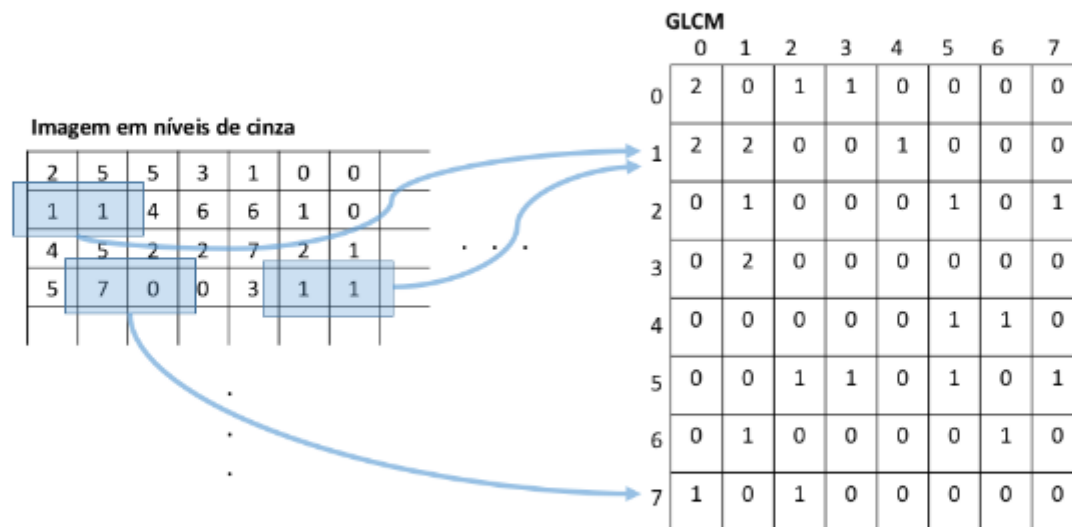 Imagem em níveis de cinza
2 5 5 3 1 0 0
1 1 4 6 6 1 0
4 5 2 2 7 2 1
5 7 0 0 3 1 1
. . .
.
.
.
GLCM
0 1 2 3 4 5 6 7
0 2 0 1 1 0 0 0 0
1 2 2 0 0 1 0 0 0
2 0 1 0 0 0 1 0 1
3 0 2 0 0 0 0 0 0
4 0 0 0 0 0 1 1 0
5 0 0 1 1 0 1 0 1
6 0 1 0 0 0 0 1 0
7 1 0 1 0 0 0 0 0